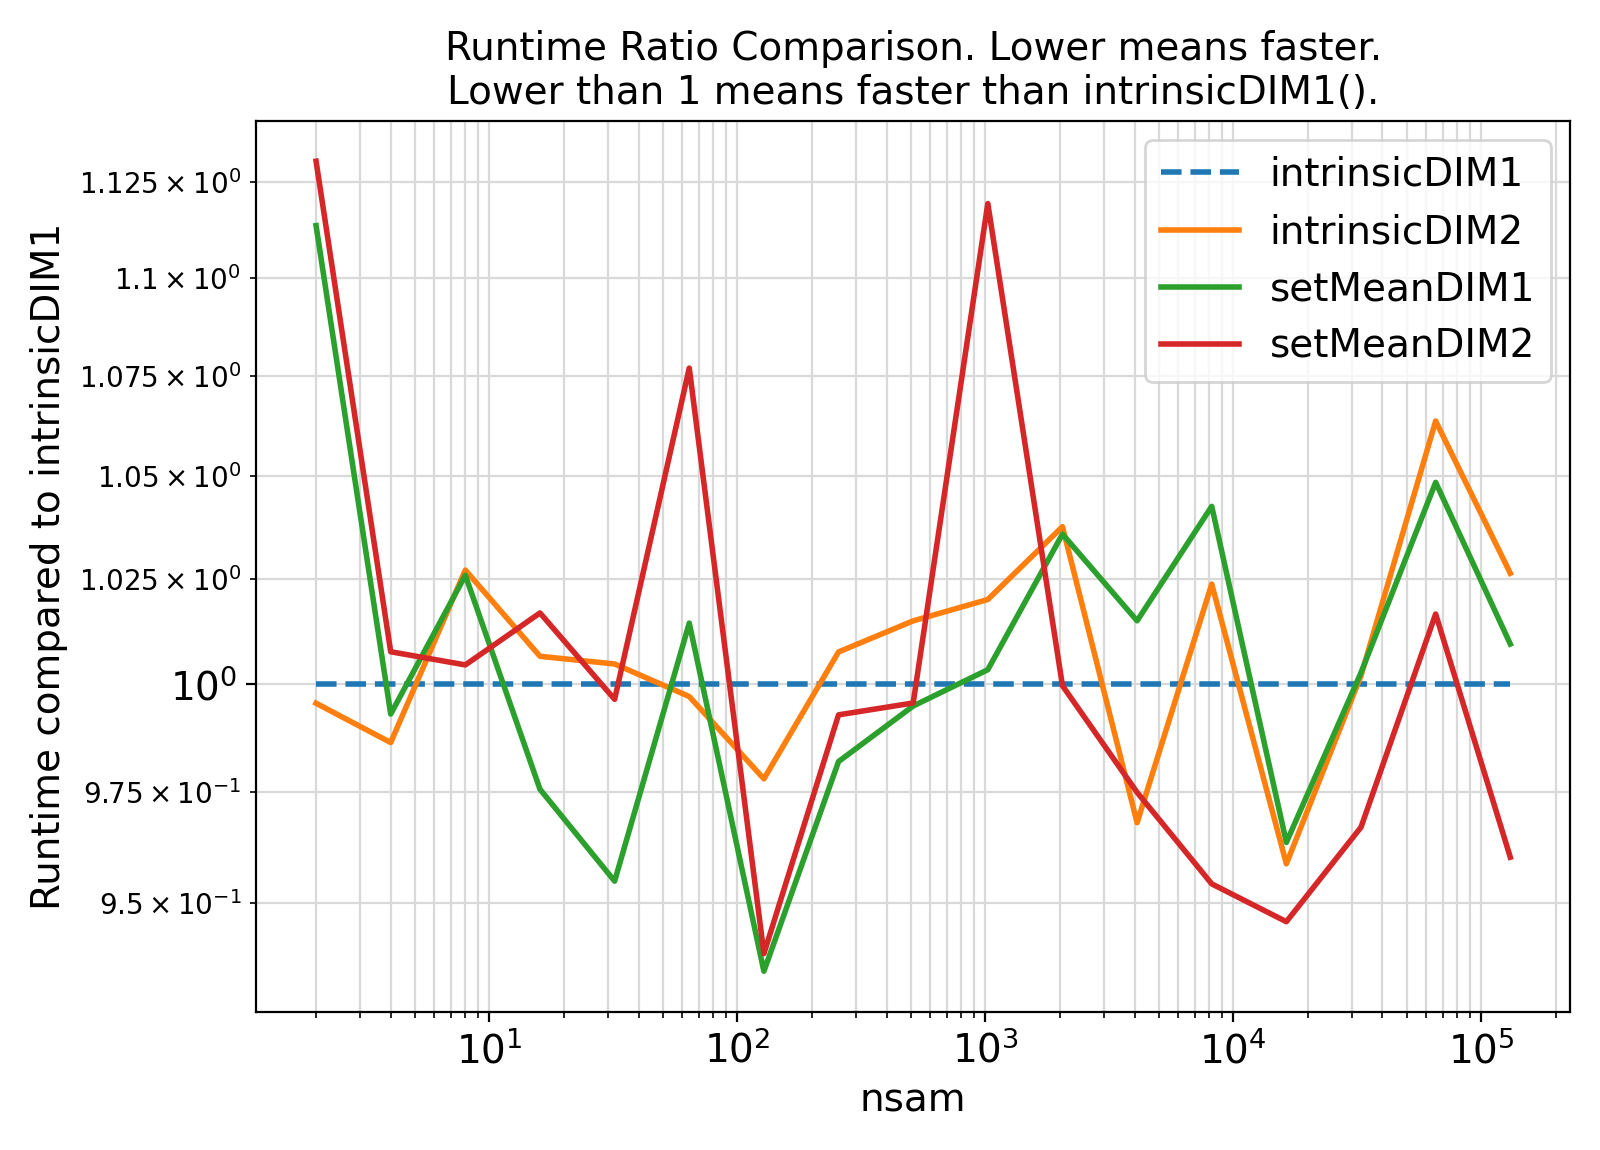 Runtime Ratio Comparison. Lower means faster.
Lower than 1 means faster than intrinsicDIM1().
Runtime compared to intrinsicDIM1
1.125 × 10⁰
1.1 × 10⁰
1.075 × 10⁰
1.05 × 10⁰
1.025 × 10⁰
10⁰
9.75 × 10⁻¹
9.5 × 10⁻¹
intrinsicDIM1
intrinsicDIM2
setMeanDIM1
setMeanDIM2
10¹ 10² 10³ 10⁴ 10⁵
nsam